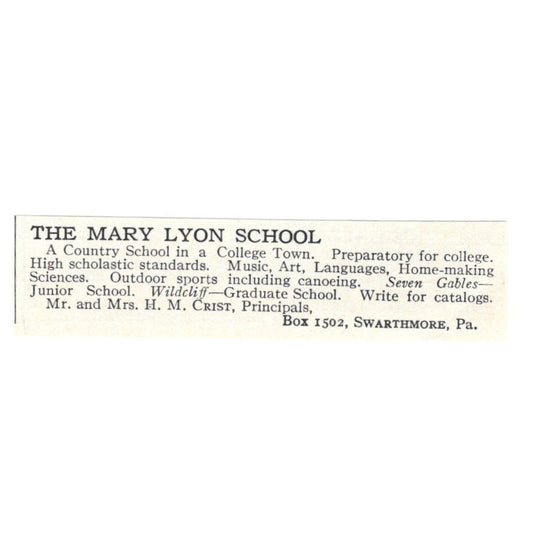 THE MARY LYON SCHOOL
A Country School in a College Town. Preparatory for college.
High scholastic standards. Music, Art, Languages, Home-making
Sciences. Outdoor sports including canoeing. Seven Gables—
Junior School. Wildcliff—Graduate School. Write for catalogs.
Mr. and Mrs. H. M. CRIST, Principals,
Box 1502, SWARTHMORE, Pa.